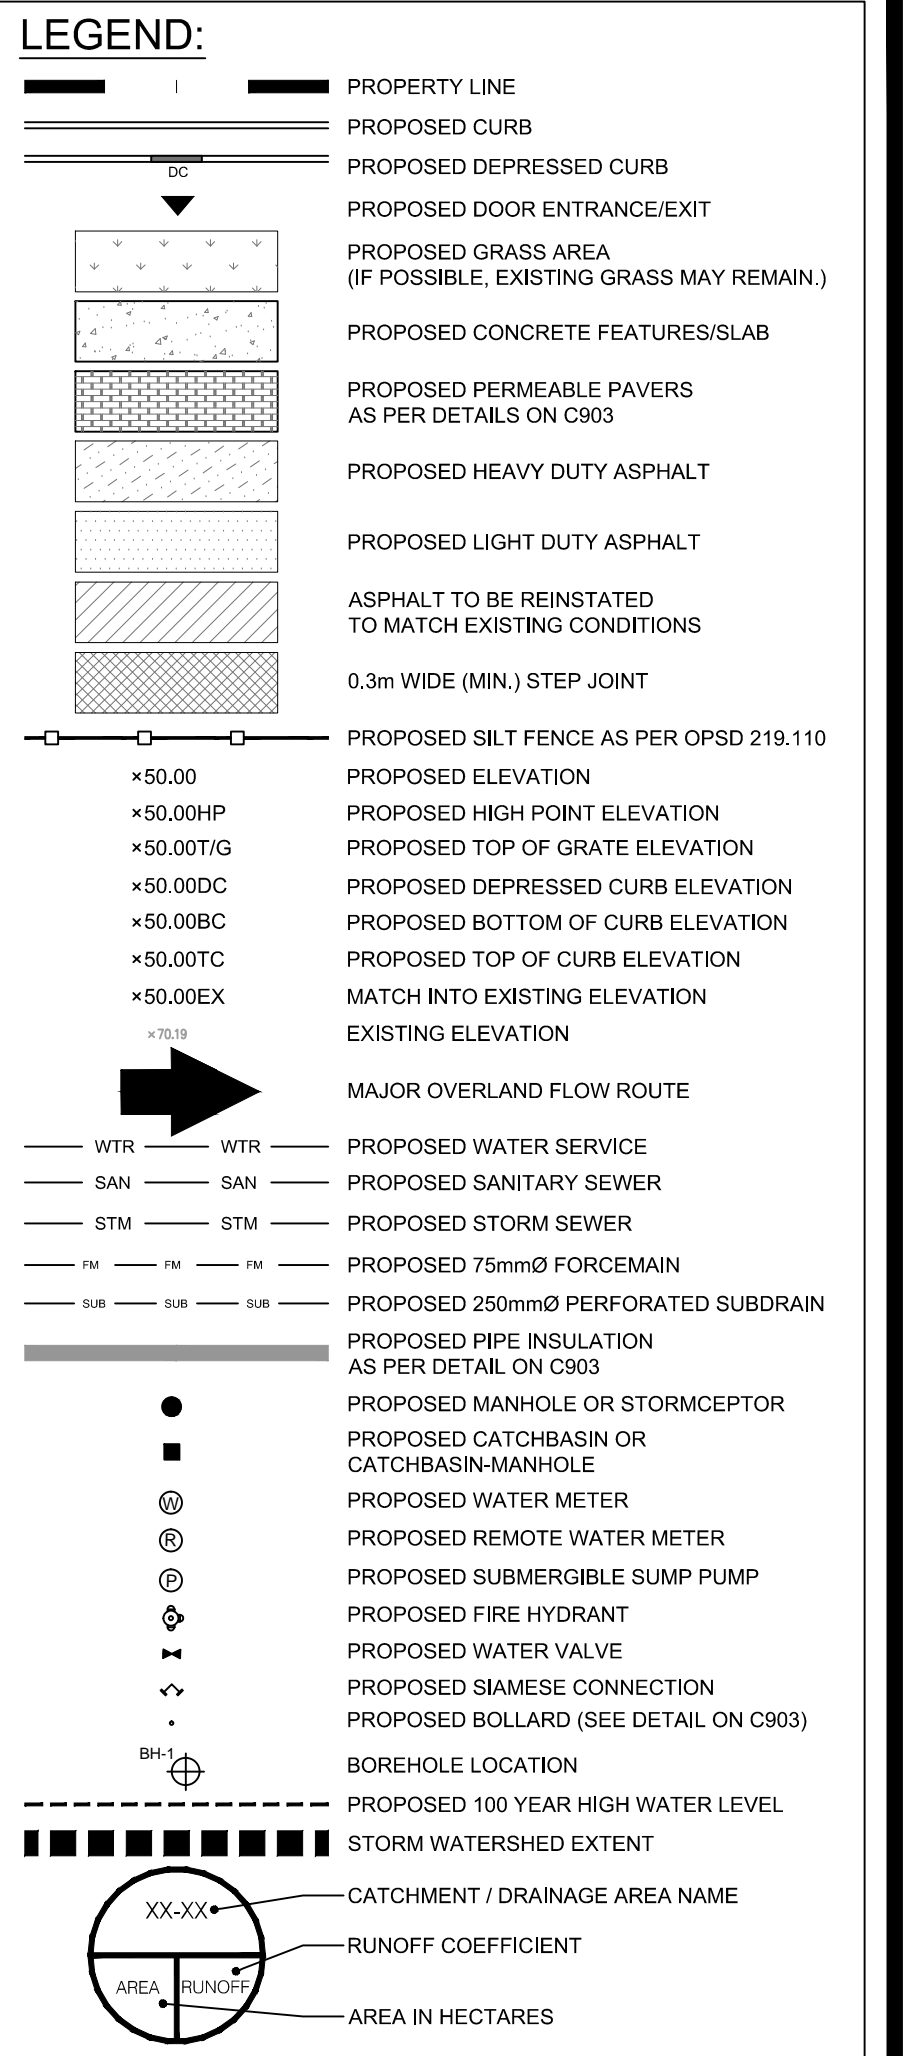 LEGEND:
PROPERTY LINE
PROPOSED CURB
DC
PROPOSED DEPRESSED CURB
PROPOSED DOOR ENTRANCE/EXIT
PROPOSED GRASS AREA
(IF POSSIBLE, EXISTING GRASS MAY REMAIN.)
PROPOSED CONCRETE FEATURES/SLAB
PROPOSED PERMEABLE PAVERS
AS PER DETAILS ON C903
PROPOSED HEAVY DUTY ASPHALT
PROPOSED LIGHT DUTY ASPHALT
ASPHALT TO BE REINSTATED
TO MATCH EXISTING CONDITIONS
0.3m WIDE (MIN.) STEP JOINT
PROPOSED SILT FENCE AS PER OPSD 219.110
×50.00 PROPOSED ELEVATION
×50.00HP PROPOSED HIGH POINT ELEVATION
×50.00T/G PROPOSED TOP OF GRATE ELEVATION
×50.00DC PROPOSED DEPRESSED CURB ELEVATION
×50.00BC PROPOSED BOTTOM OF CURB ELEVATION
×50.00TC PROPOSED TOP OF CURB ELEVATION
×50.00EX MATCH INTO EXISTING ELEVATION
×70.19 EXISTING ELEVATION
MAJOR OVERLAND FLOW ROUTE
WTR WTR PROPOSED WATER SERVICE
SAN SAN PROPOSED SANITARY SEWER
STM STM PROPOSED STORM SEWER
FM FM FM PROPOSED 75mmØ FORCEMAIN
SUB SUB SUB PROPOSED 250mmØ PERFORATED SUBDRAIN
PROPOSED PIPE INSULATION
AS PER DETAIL ON C903
PROPOSED MANHOLE OR STORMCEPTOR
PROPOSED CATCHBASIN OR
CATCHBASIN-MANHOLE
W PROPOSED WATER METER
R PROPOSED REMOTE WATER METER
P PROPOSED SUBMERGIBLE SUMP PUMP
PROPOSED FIRE HYDRANT
PROPOSED WATER VALVE
PROPOSED SIAMESE CONNECTION
PROPOSED BOLLARD (SEE DETAIL ON C903)
BH-1 BOREHOLE LOCATION
PROPOSED 100 YEAR HIGH WATER LEVEL
STORM WATERSHED EXTENT
XX-XX CATCHMENT / DRAINAGE AREA NAME
RUNOFF COEFFICIENT
AREA RUNOFF
AREA IN HECTARES